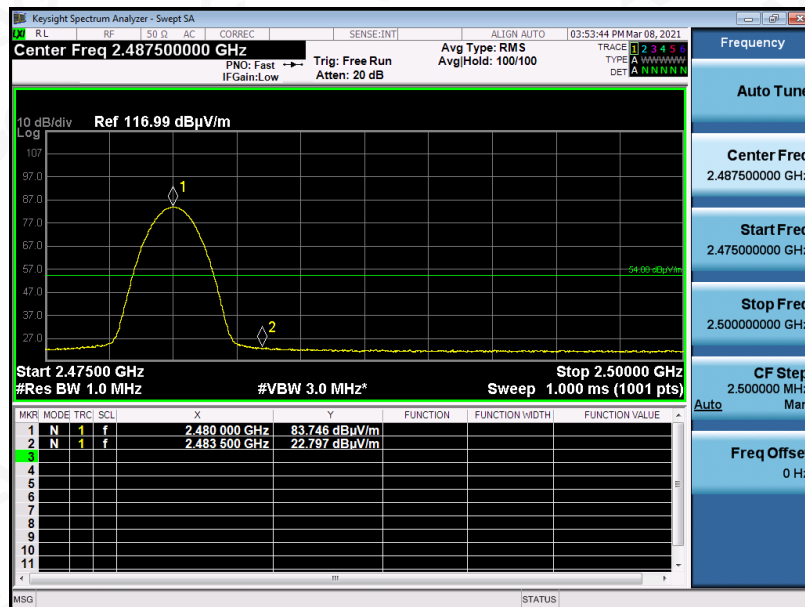 Keysight Spectrum Analyzer - Swept SA
LXI RL RF 50 Ω AC CORREC SENSE:INT ALIGN AUTO 03:53:44 PM Mar 08, 2021
Center Freq 2.487500000 GHz
PNO: Fast
IFGain:Low
Trig: Free Run
Atten: 20 dB
Avg Type: RMS
Avg|Hold: 100/100
TRACE 1 2 3 4 5 6
TYPE A WWWWW
DET A N N N N N
10 dB/div Ref 116.99 dBµV/m
Log
107
97.0
87.0
77.0
67.0
57.0
47.0
37.0
27.0
1
54.00 dBµV/m
2
Start 2.47500 GHz Stop 2.50000 GHz
#Res BW 1.0 MHz #VBW 3.0 MHz* Sweep 1.000 ms (1001 pts)
MKR MODE TRC SCL X Y FUNCTION FUNCTION WIDTH FUNCTION VALUE
1 N 1 f 2.480 000 GHz 83.746 dBµV/m
2 N 1 f 2.483 500 GHz 22.797 dBµV/m
3
4
5
6
7
8
9
10
11
MSG STATUS
Frequency
Auto Tune
Center Freq
2.487500000 GHz
Start Freq
2.475000000 GHz
Stop Freq
2.500000000 GHz
CF Step
2.500000 MHz
Auto Man
Freq Offset
0 Hz